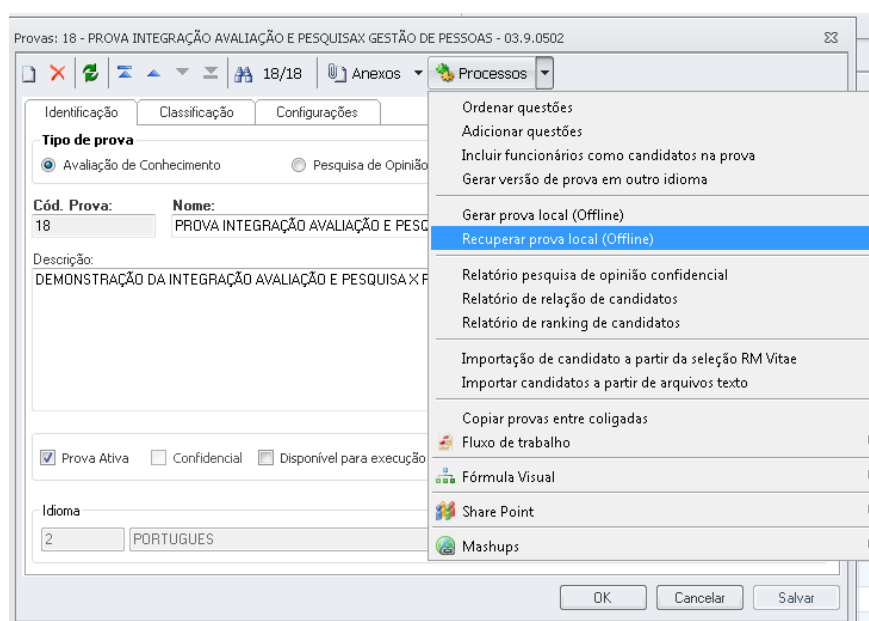 Provas: 18 - PROVA INTEGRAÇÃO AVALIAÇÃO E PESQUISAX GESTÃO DE PESSOAS - 03.9.0502
18/18 Anexos Processos
Identificação Classificação Configurações
Tipo de prova
Avaliação de Conhecimento Pesquisa de Opinião
Cód. Prova: Nome:
18 PROVA INTEGRAÇÃO AVALIAÇÃO E PESQ
Descrição:
DEMONSTRAÇÃO DA INTEGRAÇÃO AVALIAÇÃO E PESQUISA X F
Prova Ativa Confidencial Disponível para execução
Idioma
2 PORTUGUES
Ordenar questões
Adicionar questões
Incluir funcionários como candidatos na prova
Gerar versão de prova em outro idioma
Gerar prova local (Offline)
Recuperar prova local (Offline)
Relatório pesquisa de opinião confidencial
Relatório de relação de candidatos
Relatório de ranking de candidatos
Importação de candidato a partir da seleção RM Vitae
Importar candidatos a partir de arquivos texto
Copiar provas entre coligadas
Fluxo de trabalho
Fórmula Visual
Share Point
Mashups
OK Cancelar Salvar